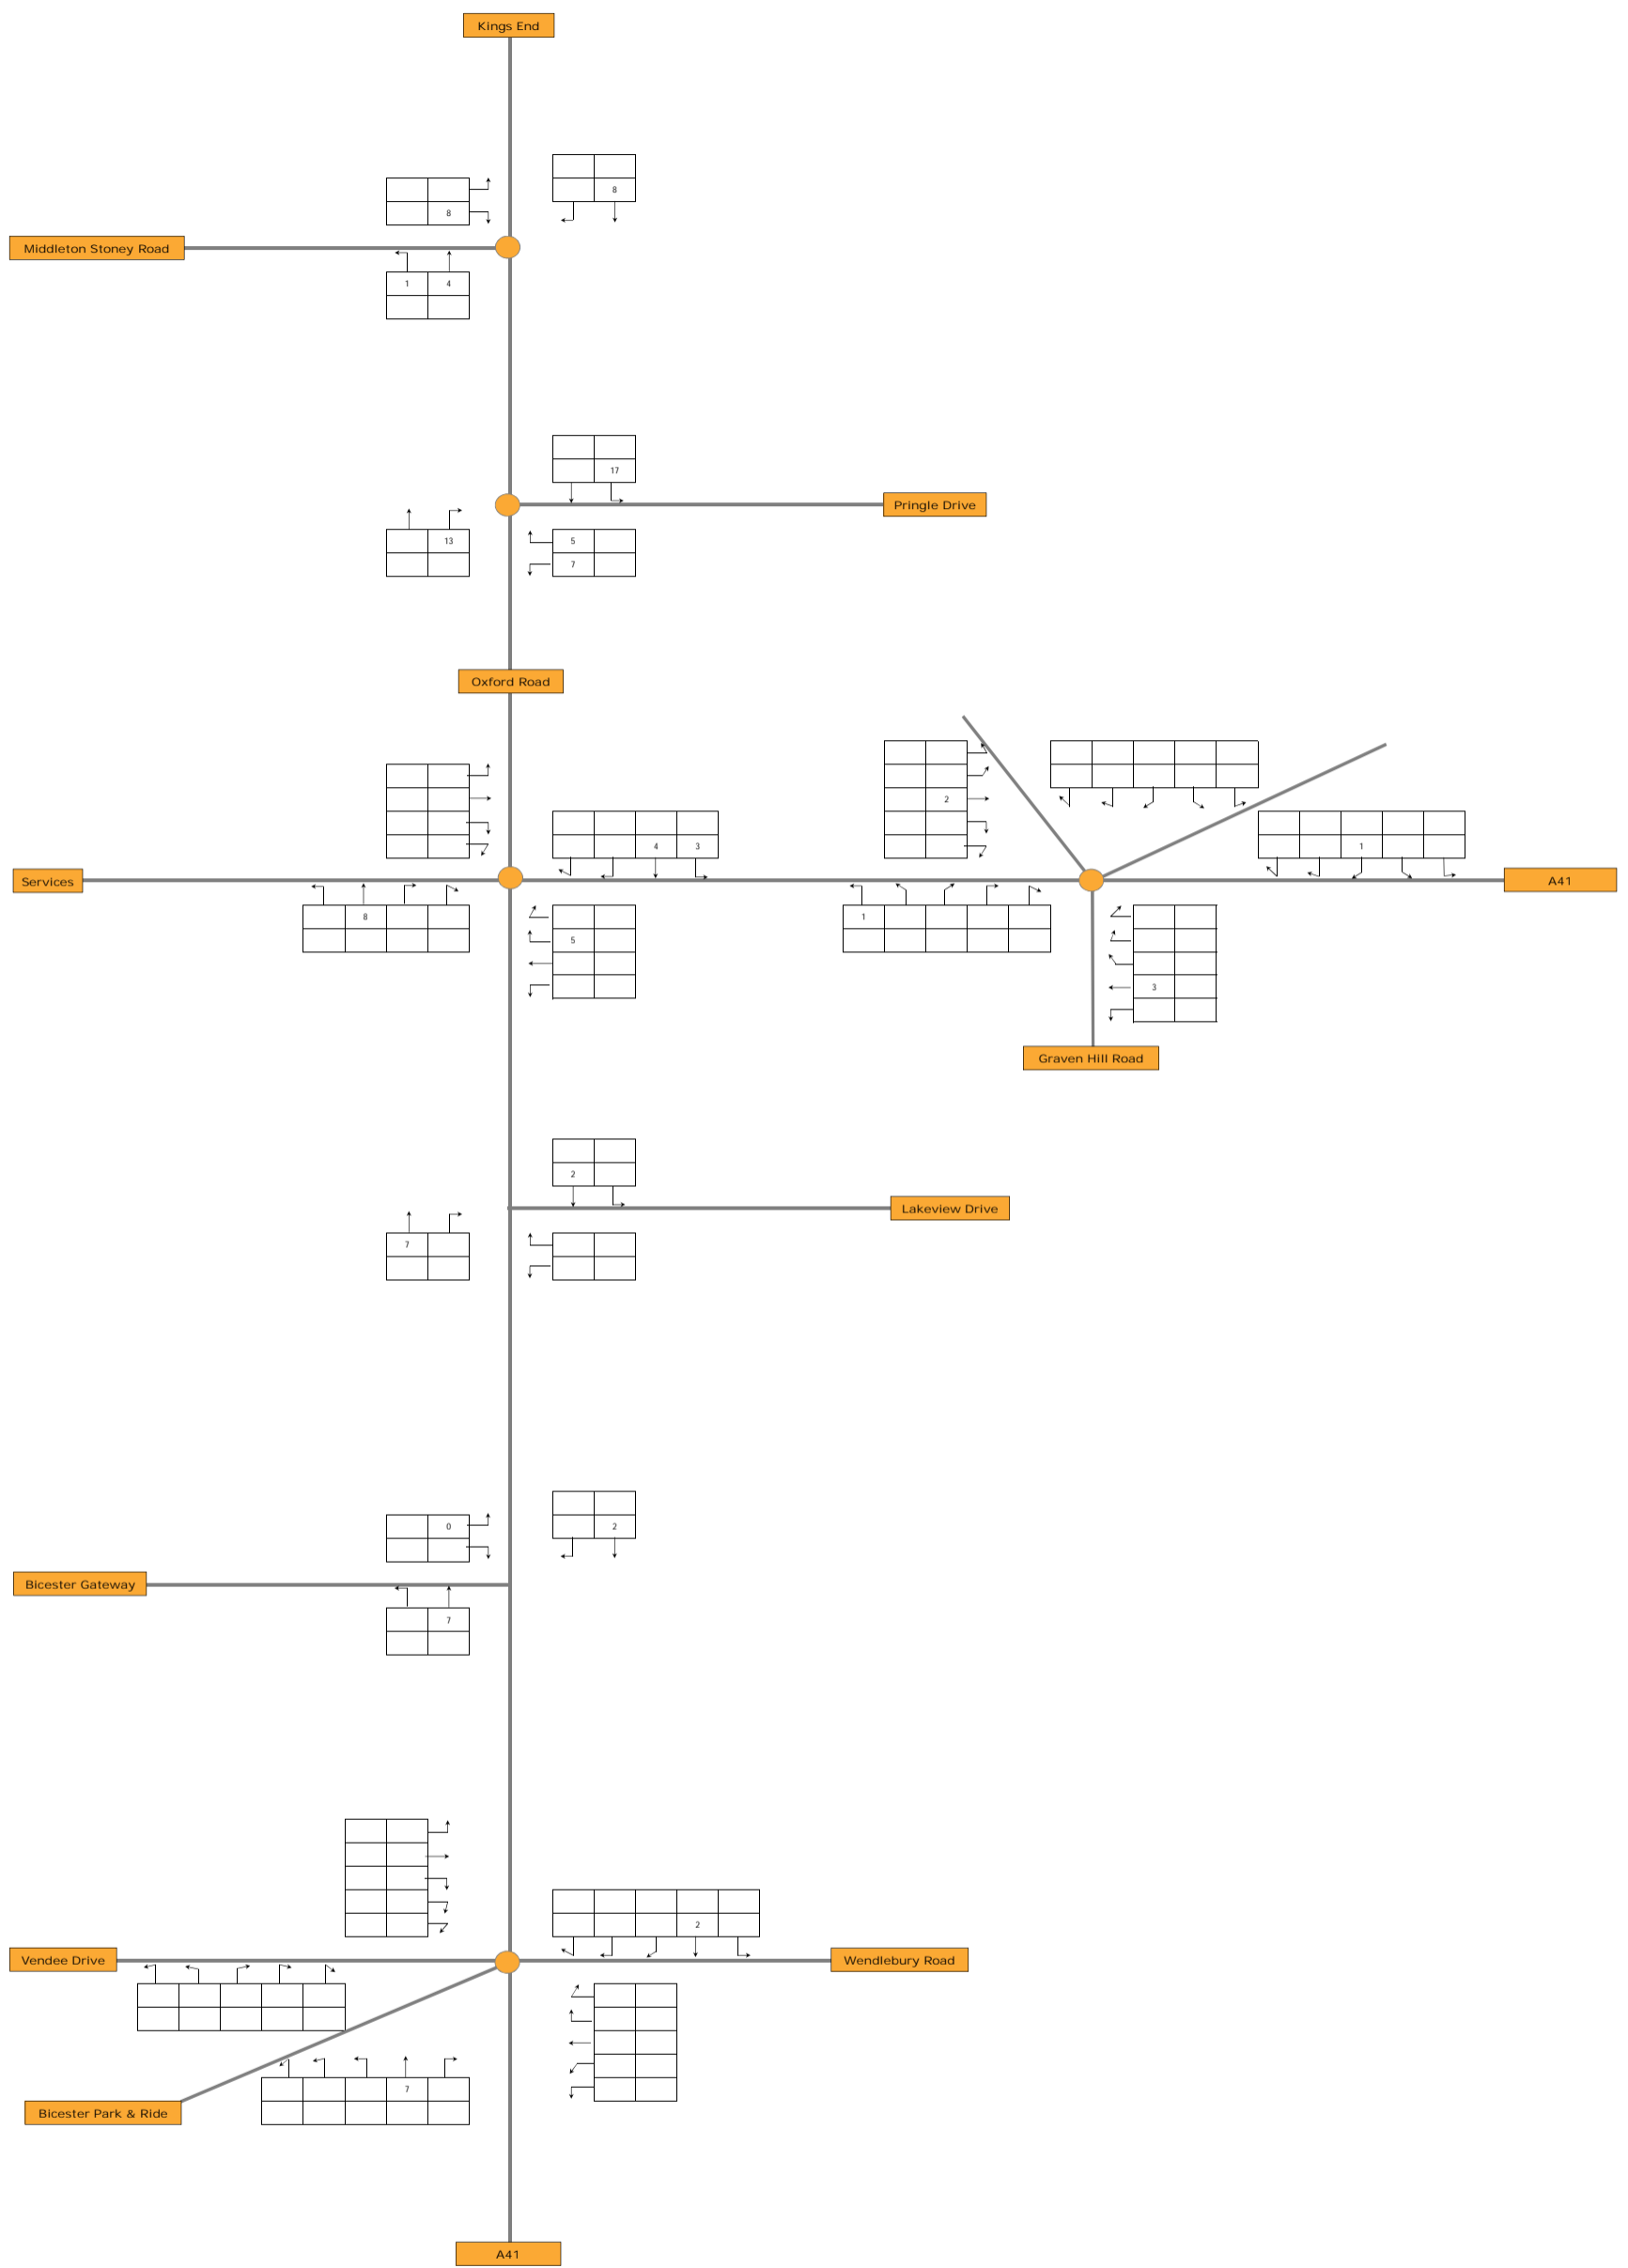 Kings End
8
8
Middleton Stoney Road
1 4
17
Pringle Drive
13 5
7
Oxford Road
2
4 3 1
Services A41
8 1
5
3
Graven Hill Road
2
Lakeview Drive
7
0 2
Bicester Gateway
7
2
Vendee Drive Wendlebury Road
7
Bicester Park & Ride
A41